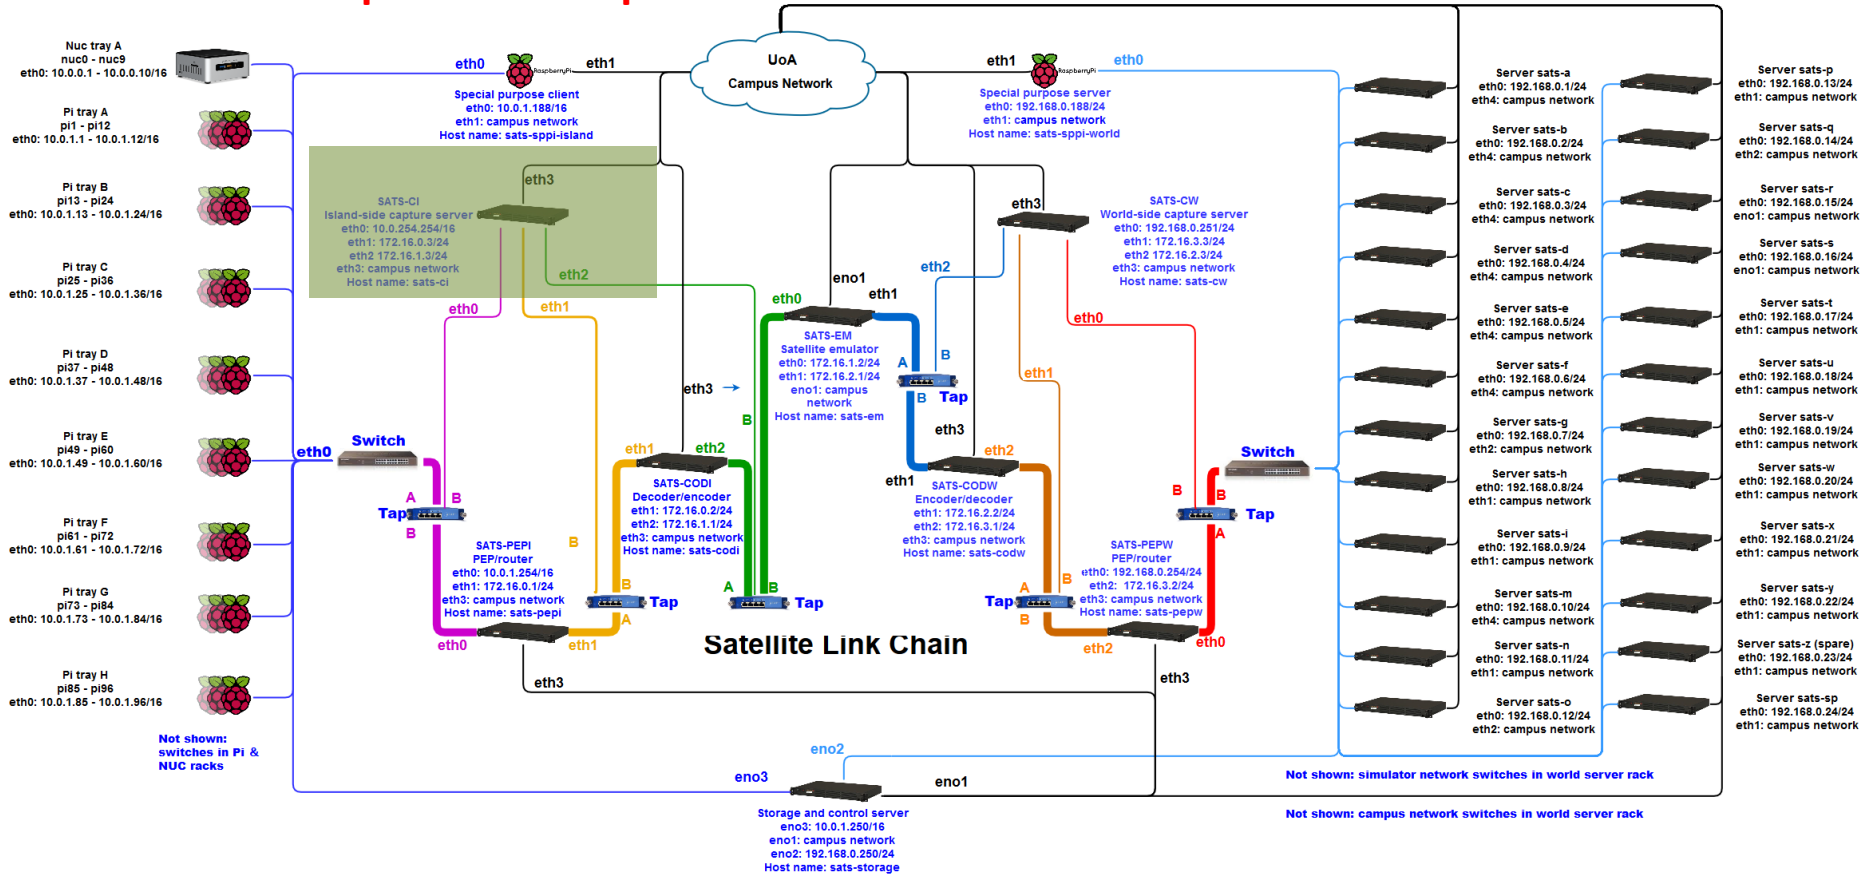 Nuc tray A
nuc0 - nuc9
eth0: 10.0.0.1 - 10.0.0.10/16
Pi tray A
pi1 - pi12
eth0: 10.0.1.1 - 10.0.1.12/16
Pi tray B
pi13 - pi24
eth0: 10.0.1.13 - 10.0.1.24/16
Pi tray C
pi25 - pi36
eth0: 10.0.1.25 - 10.0.1.36/16
Pi tray D
pi37 - pi48
eth0: 10.0.1.37 - 10.0.1.48/16
Pi tray E
pi49 - pi60
eth0: 10.0.1.49 - 10.0.1.60/16
Pi tray F
pi61 - pi72
eth0: 10.0.1.61 - 10.0.1.72/16
Pi tray G
pi73 - pi84
eth0: 10.0.1.73 - 10.0.1.84/16
Pi tray H
pi85 - pi96
eth0: 10.0.1.85 - 10.0.1.96/16
Not shown:
switches in Pi &
NUC racks
eth0
RaspberryPi
eth1
Special purpose client
eth0: 10.0.1.188/16
eth1: campus network
Host name: sats-sppi-island
UoA
Campus Network
eth1
RaspberryPi
eth0
Special purpose server
eth0: 192.168.0.188/24
eth1: campus network
Host name: sats-sppi-world
eth3
SATS-CI
Island-side capture server
eth0: 10.0.254.254/16
eth1: 172.16.0.3/24
eth2 172.16.1.3/24
eth3: campus network
Host name: sats-ci
eth2
eth0
eth1
eth3
SATS-CW
World-side capture server
eth0: 192.168.0.251/24
eth1: 172.16.3.3/24
eth2: 172.16.2.3/24
eth3: campus network
Host name: sats-cw
eth2
eth0
eth1
eno1
eth0
eth1
SATS-EM
Satellite emulator
eth0: 172.16.1.2/24
eth1: 172.16.2.1/24
eno1: campus
network
Host name: sats-em
A
B
B
Tap
eth3
B
eth0
Switch
A
B
Tap
B
eth1
eth2
SATS-CODI
Decoder/encoder
eth1: 172.16.0.2/24
eth2: 172.16.1.1/24
eth3: campus network
Host name: sats-codi
SATS-PEPI
PEP/router
eth0: 10.0.1.254/16
eth1: 172.16.0.1/24
eth3: campus network
Host name: sats-pepi
B
B
Tap
A
eth0
eth1
eth3
A
B
Tap
Satellite Link Chain
eth3
eth2
eth1
SATS-CODW
Encoder/decoder
eth1: 172.16.2.2/24
eth2: 172.16.3.1/24
eth3: campus network
Host name: sats-codw
A
B
Tap
B
SATS-PEPW
PEP/router
eth0: 192.168.0.254/24
eth2: 172.16.3.2/24
eth3: campus network
Host name: sats-pepw
eth2
eth0
eth3
B
B
Tap
A
Switch
eno2
eno3
eno1
Storage and control server
eno3: 10.0.1.250/16
eno1: campus network
eno2: 192.168.0.250/24
Host name: sats-storage
Server sats-a
eth0: 192.168.0.1/24
eth4: campus network
Server sats-b
eth0: 192.168.0.2/24
eth4: campus network
Server sats-c
eth0: 192.168.0.3/24
eth4: campus network
Server sats-d
eth0: 192.168.0.4/24
eth4: campus network
Server sats-e
eth0: 192.168.0.5/24
eth4: campus network
Server sats-f
eth0: 192.168.0.6/24
eth4: campus network
Server sats-g
eth0: 192.168.0.7/24
eth2: campus network
Server sats-h
eth0: 192.168.0.8/24
eth1: campus network
Server sats-i
eth0: 192.168.0.9/24
eth1: campus network
Server sats-m
eth0: 192.168.0.10/24
eth4: campus network
Server sats-n
eth0: 192.168.0.11/24
eth1: campus network
Server sats-o
eth0: 192.168.0.12/24
eth2: campus network
Server sats-p
eth0: 192.168.0.13/24
eth1: campus network
Server sats-q
eth0: 192.168.0.14/24
eth2: campus network
Server sats-r
eth0: 192.168.0.15/24
eno1: campus network
Server sats-s
eth0: 192.168.0.16/24
eno1: campus network
Server sats-t
eth0: 192.168.0.17/24
eth1: campus network
Server sats-u
eth0: 192.168.0.18/24
eth1: campus network
Server sats-v
eth0: 192.168.0.19/24
eth1: campus network
Server sats-w
eth0: 192.168.0.20/24
eth1: campus network
Server sats-x
eth0: 192.168.0.21/24
eth1: campus network
Server sats-y
eth0: 192.168.0.22/24
eth1: campus network
Server sats-z (spare)
eth0: 192.168.0.23/24
eth1: campus network
Server sats-sp
eth0: 192.168.0.24/24
eth1: campus network
Not shown: simulator network switches in world server rack
Not shown: campus network switches in world server rack